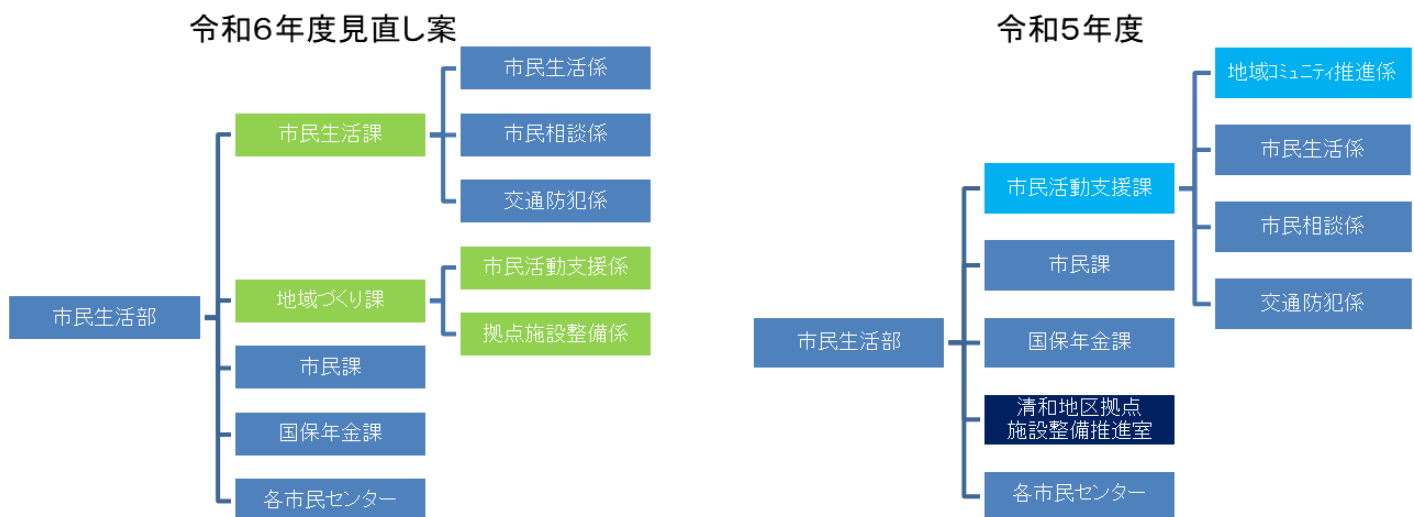 令和６年度見直し案
市民生活部
市民生活課
市民生活係
市民相談係
交通防犯係
地域づくり課
市民活動支援係
拠点施設整備係
市民課
国保年金課
各市民センター
令和５年度
市民生活部
市民活動支援課
地域コミュニティ推進係
市民生活係
市民相談係
交通防犯係
市民課
国保年金課
清和地区拠点
施設整備推進室
各市民センター